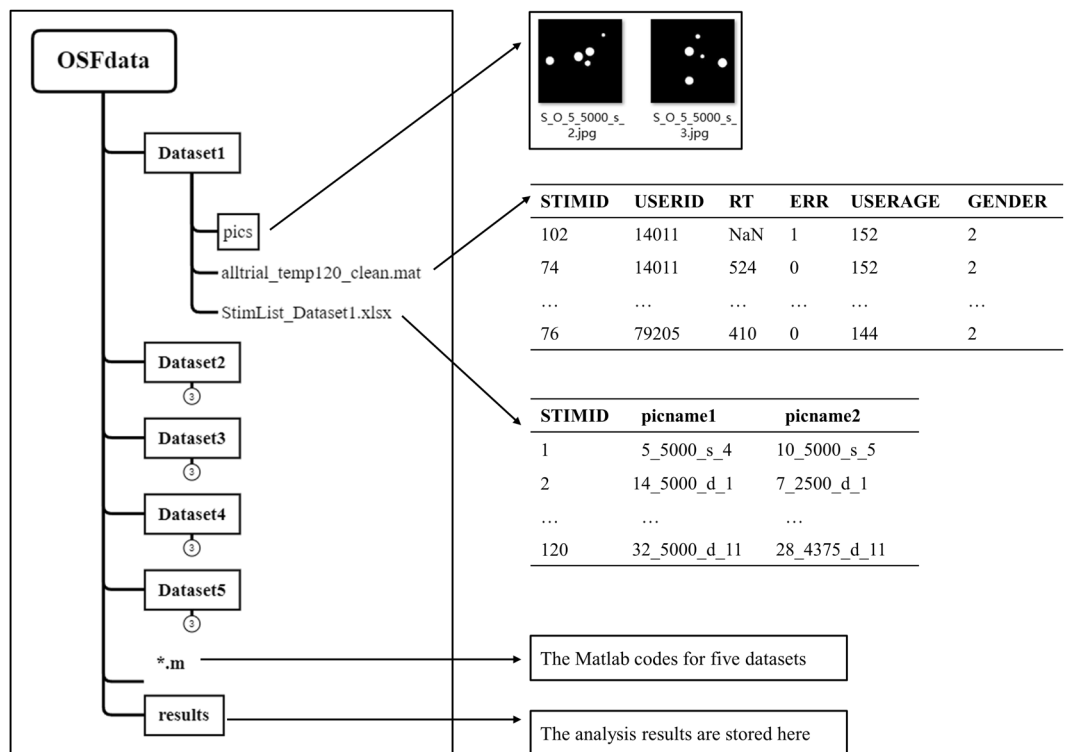 OSFdata
Dataset1
pics
alltrial_temp120_clean.mat
StimList_Dataset1.xlsx
Dataset2
3
Dataset3
3
Dataset4
3
Dataset5
3
*.m
results
S_O_5_5000_s_
2.jpg
S_O_5_5000_s_
3.jpg
STIMID USERID RT ERR USERAGE GENDER
102 14011 NaN 1 152 2
74 14011 524 0 152 2
… … … … … …
76 79205 410 0 144 2
STIMID picname1 picname2
1 5_5000_s_4 10_5000_s_5
2 14_5000_d_1 7_2500_d_1
… … …
120 32_5000_d_11 28_4375_d_11
The Matlab codes for five datasets
The analysis results are stored here